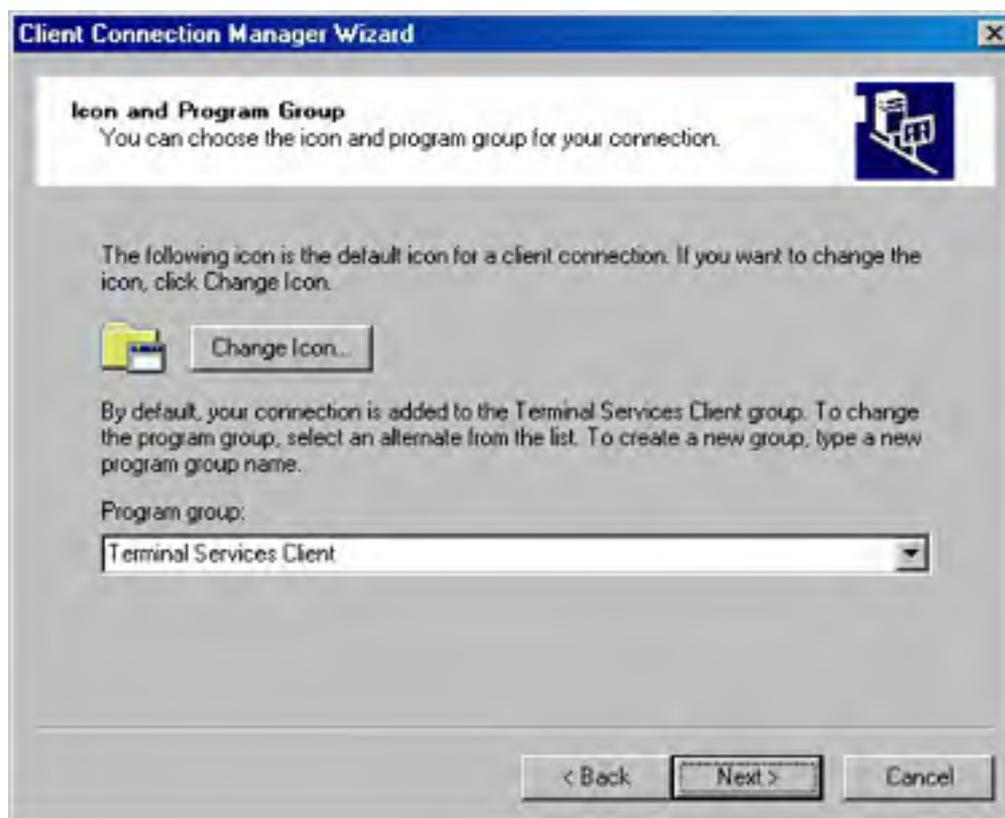 Client Connection Manager Wizard
Icon and Program Group
You can choose the icon and program group for your connection.
The following icon is the default icon for a client connection. If you want to change the
icon, click Change Icon.
Change Icon...
By default, your connection is added to the Terminal Services Client group. To change
the program group, select an alternate from the list. To create a new group, type a new
program group name.
Program group:
Terminal Services Client
< Back
Next >
Cancel